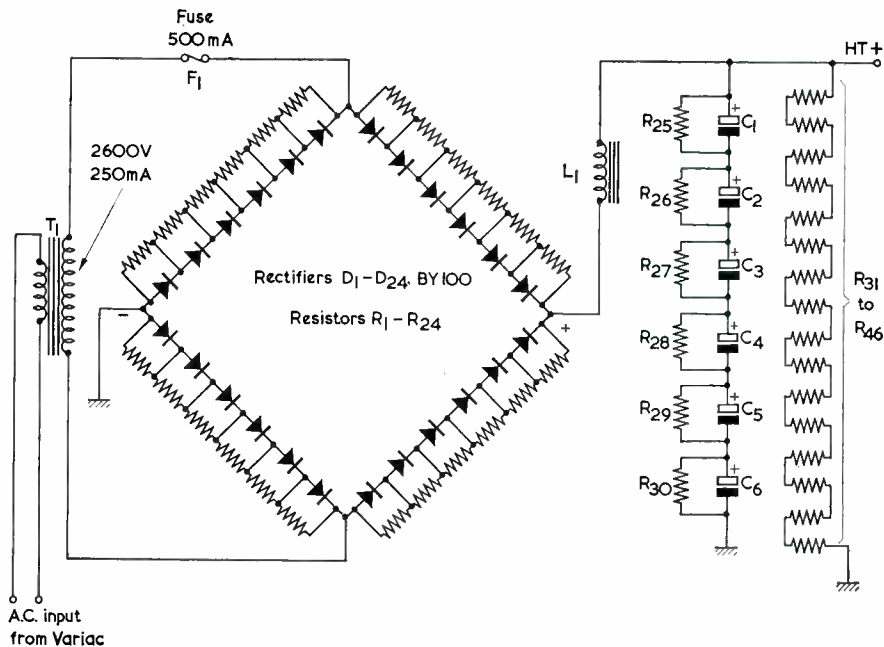 Fuse
500mA
F1
HT+
2600V
250mA
T1
L1
R25
C1
R26
C2
R27
C3
R28
C4
R29
C5
R30
C6
Rectifiers D1-D24, BY100
Resistors R1-R24
-
+
+
+
+
+
+
+
R31
to
R46
A.C. input
from Variac